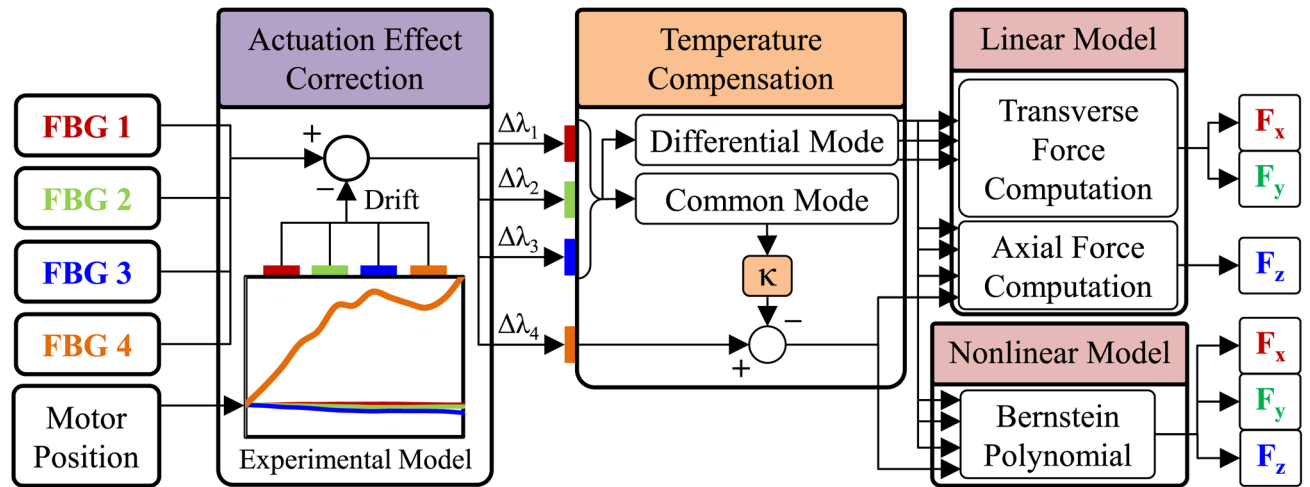 Actuation Effect
Correction
Temperature
Compensation
Linear Model
FBG 1
FBG 2
FBG 3
FBG 4
Motor
Position
+
−
Drift
Experimental Model
Δλ1
Δλ2
Δλ3
Δλ4
Differential Mode
Common Mode
κ
−
+
Transverse
Force
Computation
Axial Force
Computation
Nonlinear Model
Bernstein
Polynomial
Fx
Fy
Fz
Fx
Fy
Fz